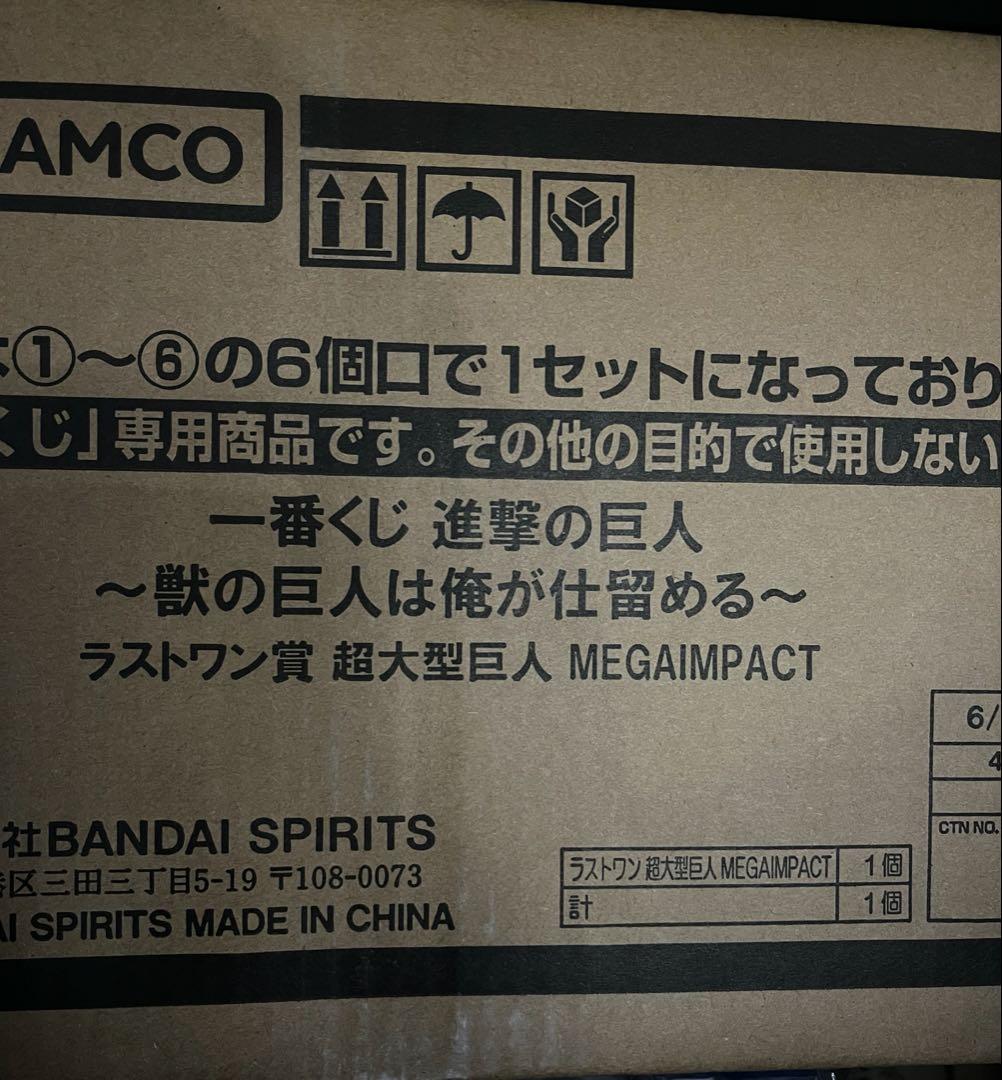 AMCO
は①～⑥の6個口で1セットになっており
くじ」専用商品です。その他の目的で使用しない
一番くじ 進撃の巨人
～獣の巨人は俺が仕留める～
ラストワン賞 超大型巨人 MEGAIMPACT
6/
4
CTN NO.
社BANDAI SPIRITS
区三田三丁目5-19 〒108-0073
AI SPIRITS MADE IN CHINA
ラストワン 超大型巨人 MEGAIMPACT 1個
計 1個